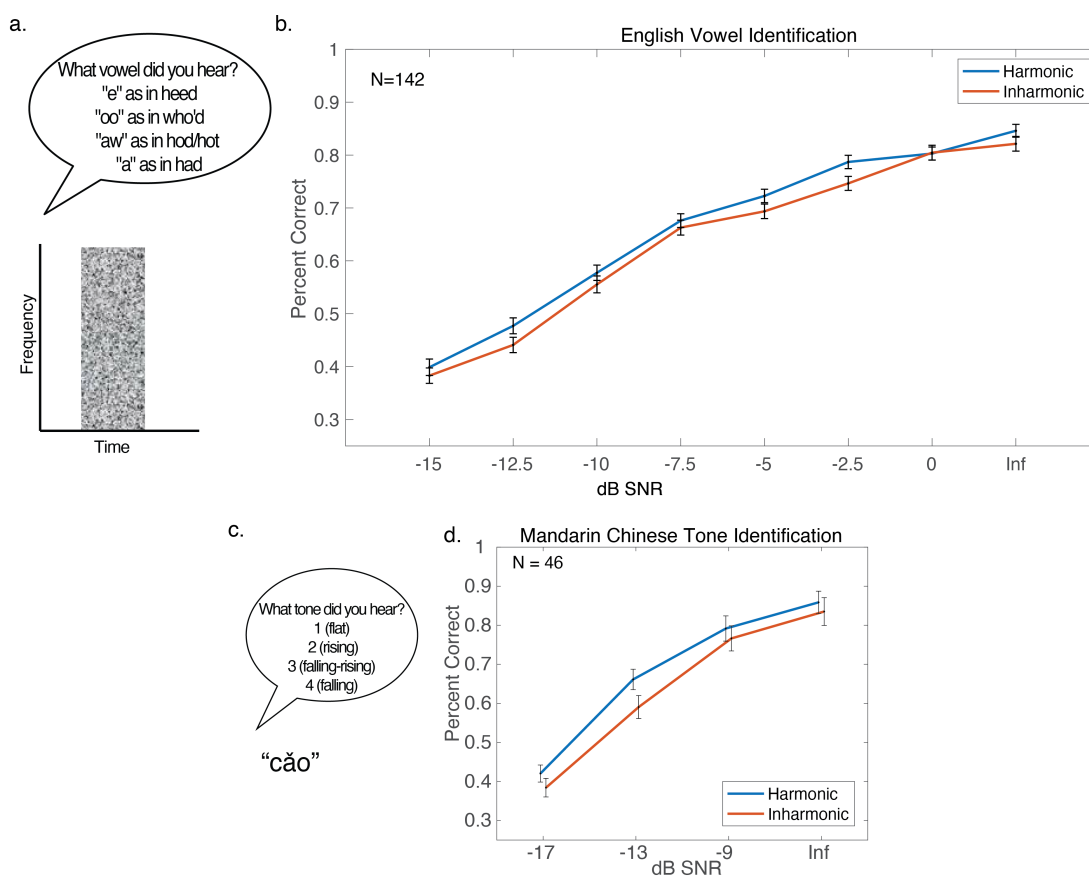 a.
What vowel did you hear?
"e" as in heed
"oo" as in who'd
"aw" as in hod/hot
"a" as in had
Frequency
Time
b.
English Vowel Identification
N=142
Harmonic
Inharmonic
Percent Correct
1
0.9
0.8
0.7
0.6
0.5
0.4
0.3
-15 -12.5 -10 -7.5 -5 -2.5 0 Inf
dB SNR
c.
What tone did you hear?
1 (flat)
2 (rising)
3 (falling-rising)
4 (falling)
“cǎo”
d.
Mandarin Chinese Tone Identification
N = 46
Percent Correct
1
0.9
0.8
0.7
0.6
0.5
0.4
0.3
Harmonic
Inharmonic
-17 -13 -9 Inf
dB SNR